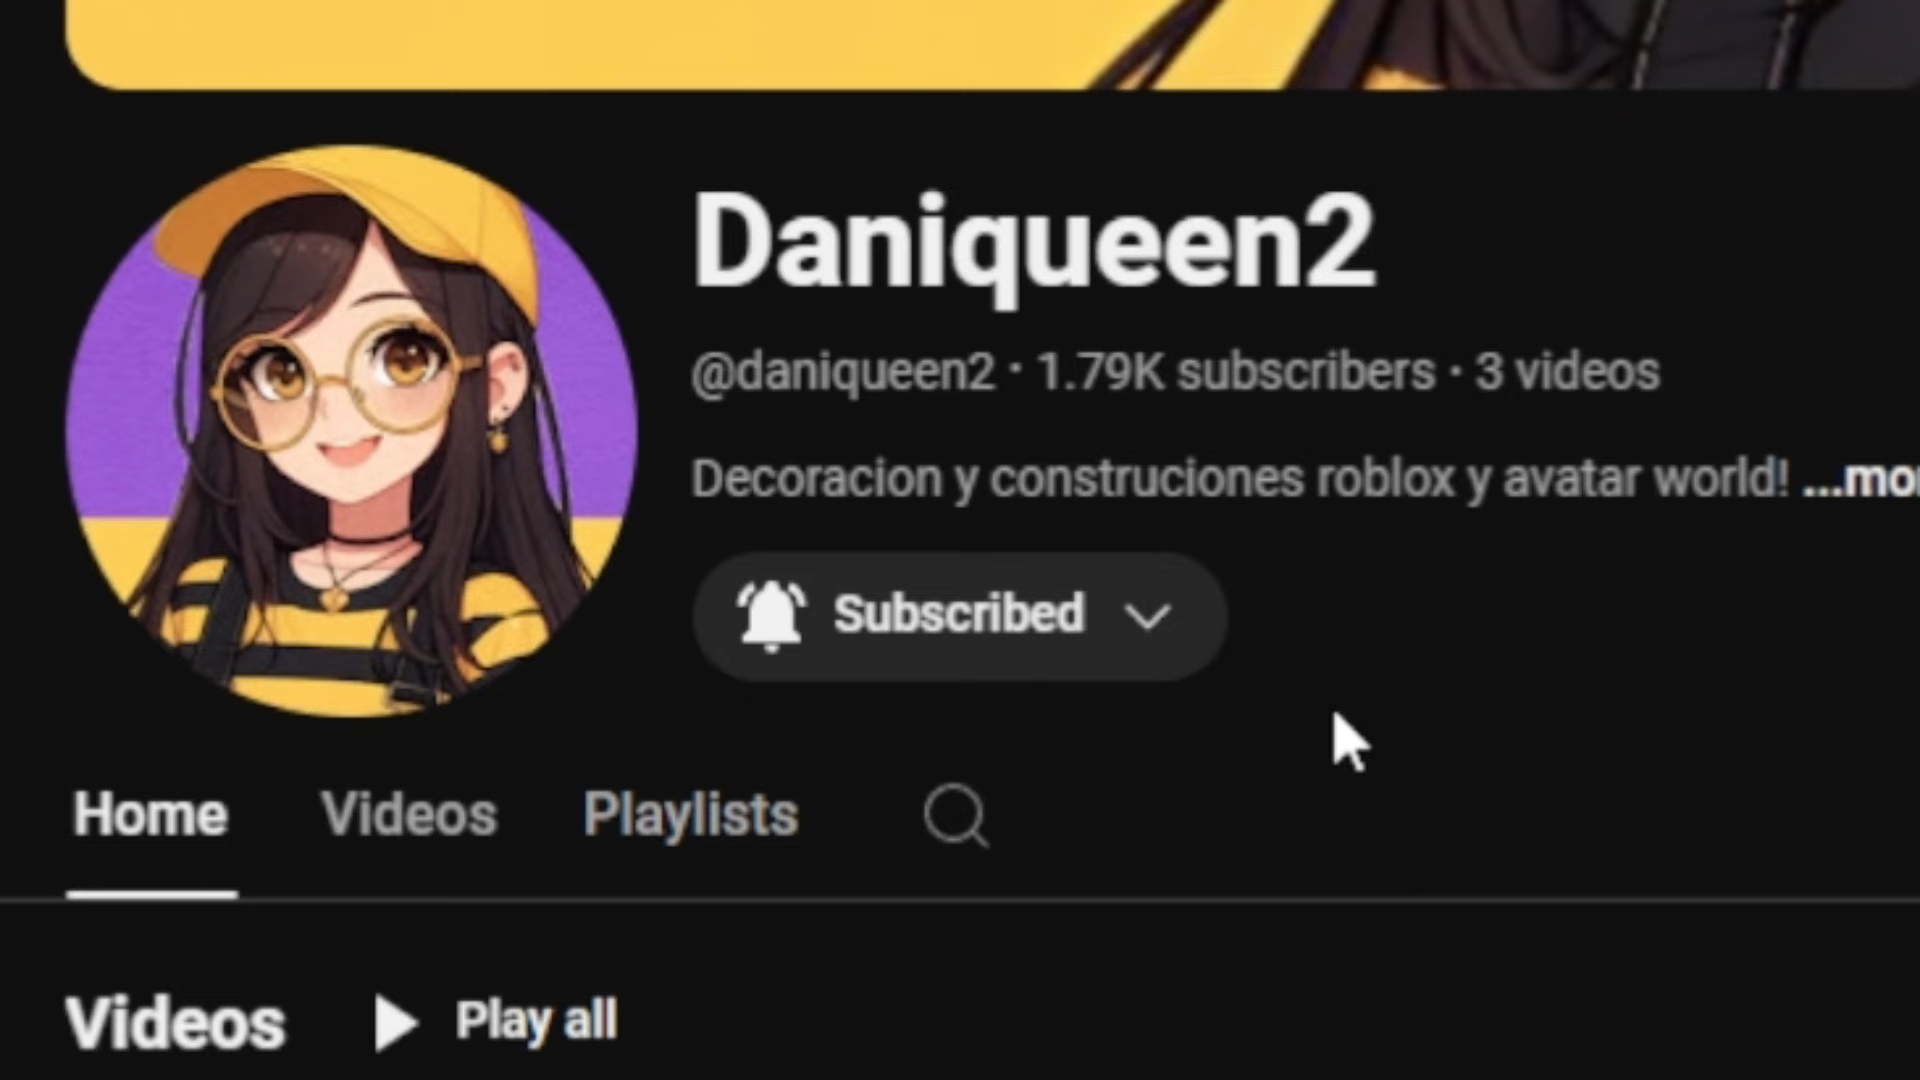 Daniqueen2
@daniqueen2 · 1.79K subscribers · 3 videos
Decoracion y construciones roblox y avatar world! ...mo
Subscribed
Home Videos Playlists
Videos Play all